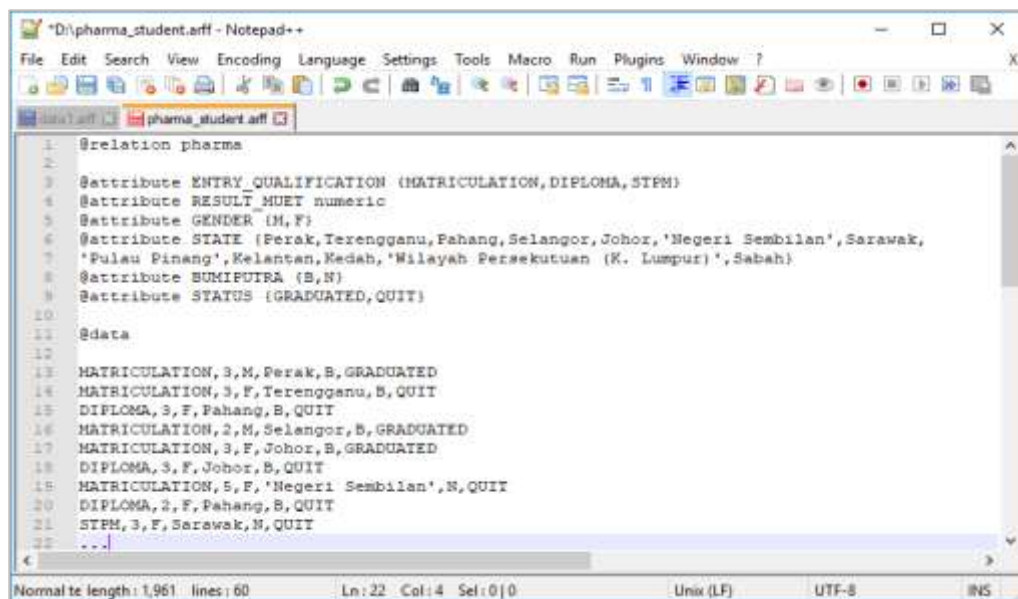 *D:\pharma_student.arff - Notepad++
File Edit Search View Encoding Language Settings Tools Macro Run Plugins Window ?
X
data1.arff pharma_student.arff
1 @relation pharma
2
3 @attribute ENTRY_QUALIFICATION {MATRICULATION,DIPLOMA,STPM}
4 @attribute RESULT_MUET numeric
5 @attribute GENDER {M,F}
6 @attribute STATE {Perak,Terengganu,Pahang,Selangor,Johor,'Negeri Sembilan',Sarawak,
7 'Pulau Pinang',Kelantan,Kedah,'Wilayah Persekutuan (K. Lumpur)',Sabah}
8 @attribute BUMIPUTRA {B,N}
9 @attribute STATUS {GRADUATED,QUIT}
10
11 @data
12
13 MATRICULATION,3,M,Perak,B,GRADUATED
14 MATRICULATION,3,F,Terengganu,B,QUIT
15 DIPLOMA,3,F,Pahang,B,QUIT
16 MATRICULATION,2,M,Selangor,B,GRADUATED
17 MATRICULATION,3,F,Johor,B,GRADUATED
18 DIPLOMA,3,F,Johor,B,QUIT
19 MATRICULATION,5,F,'Negeri Sembilan',N,QUIT
20 DIPLOMA,2,F,Pahang,B,QUIT
21 STPM,3,F,Sarawak,N,QUIT
22 ...
Normal te length : 1,961 lines : 60 Ln : 22 Col : 4 Sel : 0 | 0 Unix (LF) UTF-8 INS